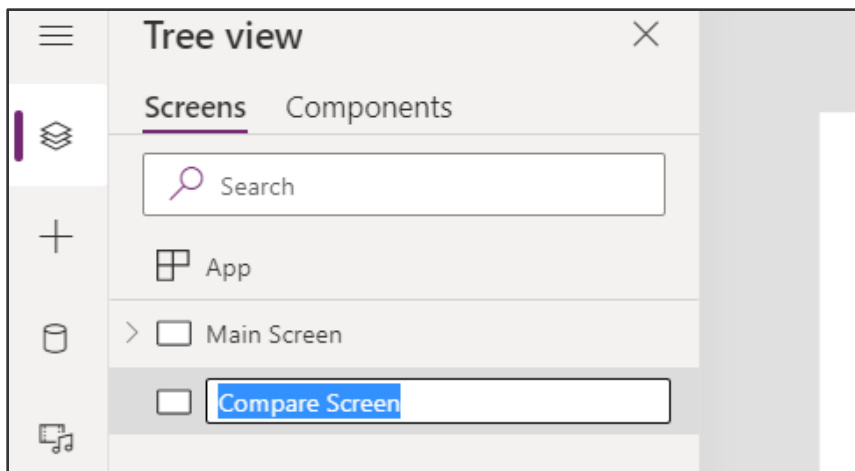 Tree view
Screens Components
Search
App
Main Screen
Compare Screen